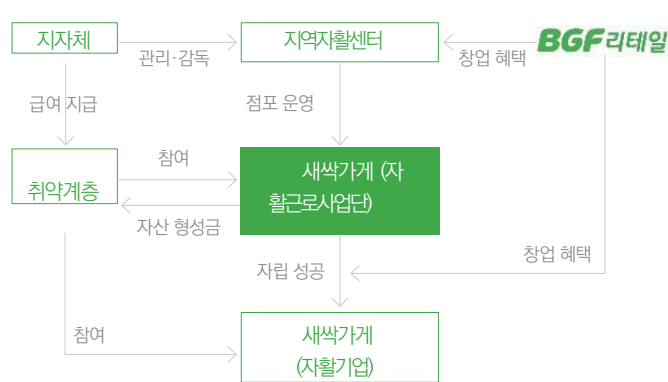 지자체
관리·감독
지역자활센터
창업 혜택
BGF리테일
급여 지급
점포 운영
취약계층
참여
자산 형성금
새싹가게 (자
활근로사업단)
자립 성공
창업 혜택
참여
새싹가게
(자활기업)